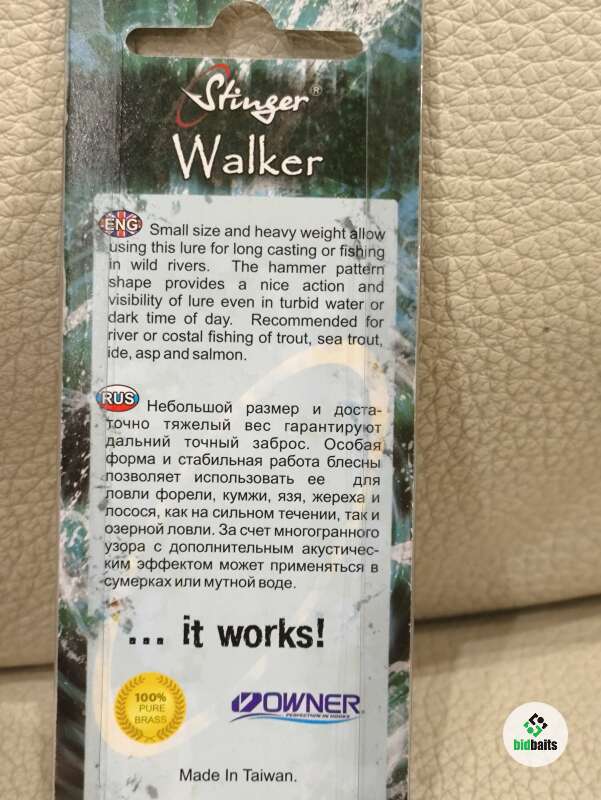 Stinger®
Walker
ENG Small size and heavy weight allow
using this lure for long casting or fishing
in wild rivers. The hammer pattern
shape provides a nice action and
visibility of lure even in turbid water or
dark time of day. Recommended for
river or costal fishing of trout, sea trout,
ide, asp and salmon.
RUS Небольшой размер и доста-
точно тяжелый вес гарантируют
дальний точный заброс. Особая
форма и стабильная работа блесны
позволяет использовать ее для
ловли форели, кумжи, язя, жереха и
лосося, как на сильном течении, так и
озерной ловли. За счет многогранного
узора с дополнительным акустичес-
ким эффектом может применяться в
сумерках или мутной воде.
... it works!
100%
PURE
BRASS
OWNER
PERFECTION IN HOOKS
Made In Taiwan.
bidbaits